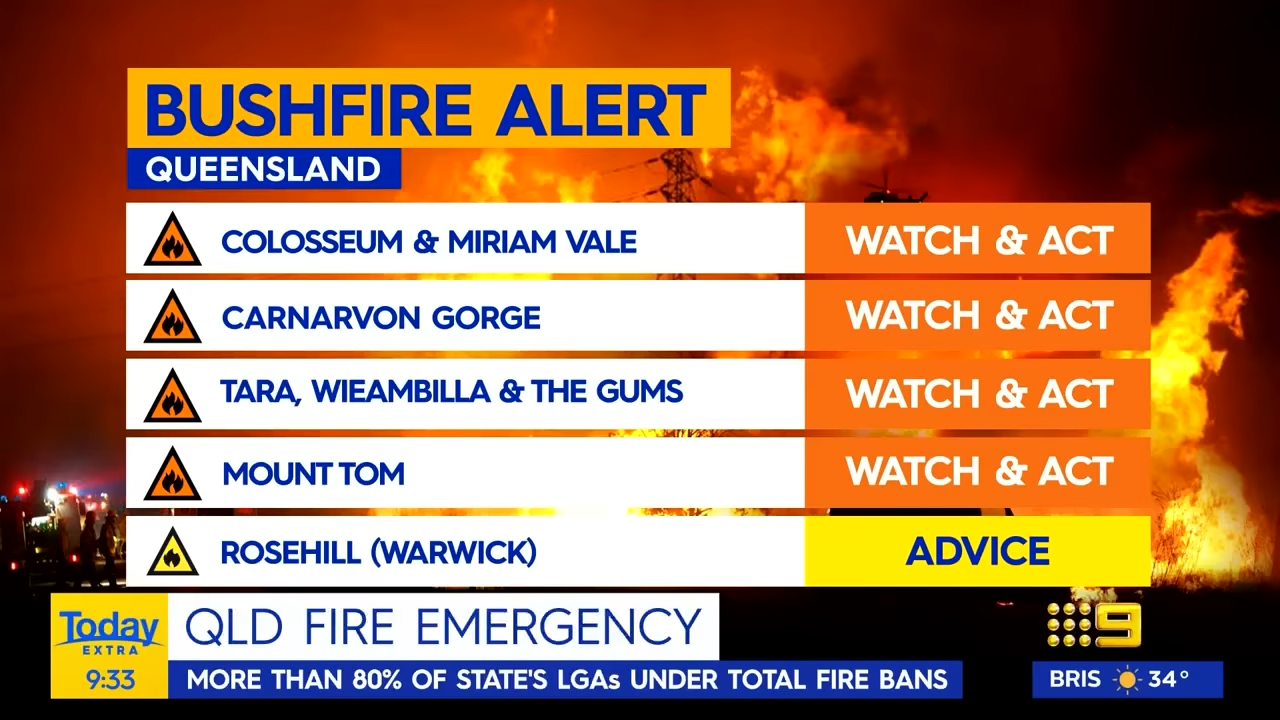 BUSHFIRE ALERT
QUEENSLAND
COLOSSEUM & MIRIAM VALE WATCH & ACT
CARNARVON GORGE WATCH & ACT
TARA, WIEAMBILLA & THE GUMS WATCH & ACT
MOUNT TOM WATCH & ACT
ROSEHILL (WARWICK) ADVICE
Today
EXTRA
9:33
QLD FIRE EMERGENCY
MORE THAN 80% OF STATE'S LGAs UNDER TOTAL FIRE BANS
9
BRIS 34°